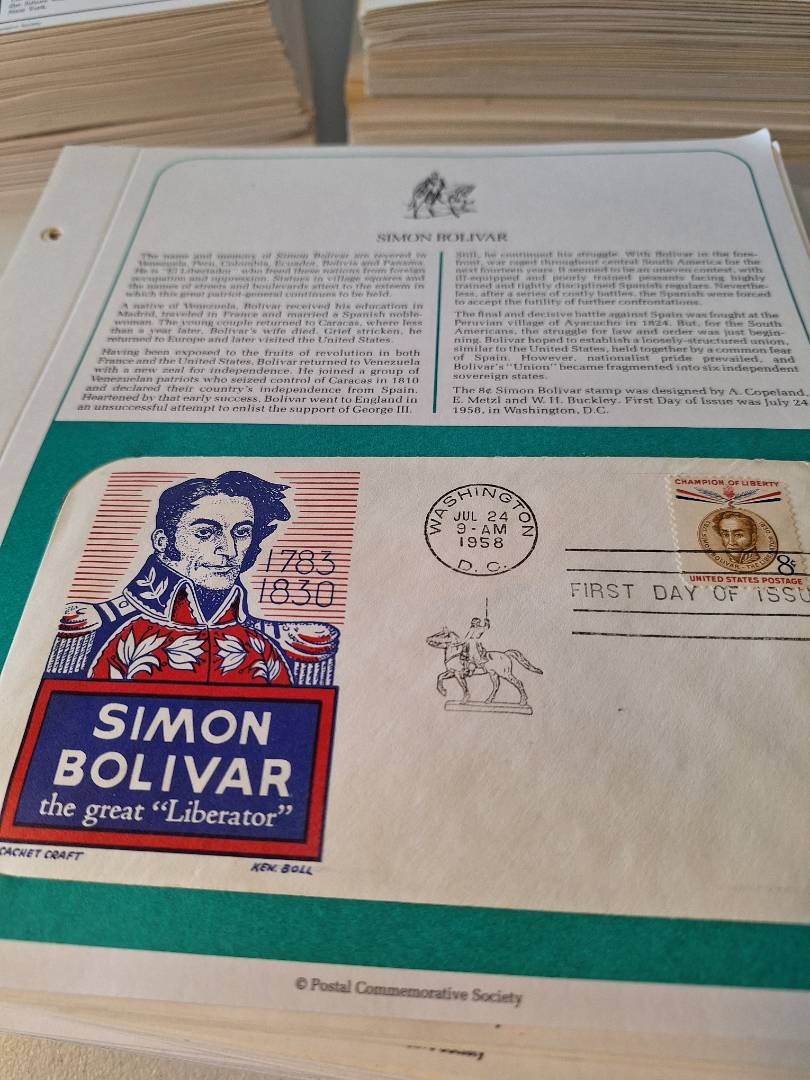 New York.
SIMON BOLIVAR
The name and memory of Simon Bolivar are revered in
Venezuela, Peru, Colombia, Ecuador, Bolivia and Panama.
He is "El Libertador" who freed these nations from foreign
occupation and oppression. Statues in village squares and
the names of streets and boulevards attest to the esteem in
which this great patriot-general continues to be held.
A native of Venezuela, Bolivar received his education in
Madrid, traveled in France and married a Spanish noble-
woman. The young couple returned to Caracas, where less
than a year later, Bolivar's wife died. Grief stricken, he
returned to Europe and later visited the United States.
Having been exposed to the fruits of revolution in both
France and the United States, Bolivar returned to Venezuela
with a new zeal for independence. He joined a group of
Venezuelan patriots who seized control of Caracas in 1810
and declared their country's independence from Spain.
Heartened by that early success, Bolivar went to England in
an unsuccessful attempt to enlist the support of George III.
Still, he continued his struggle. With Bolivar in the fore-
front, war raged throughout central South America for the
next fourteen years. It seemed to be an uneven contest, with
ill-equipped and poorly trained peasants facing highly
trained and tightly disciplined Spanish regulars. Neverthe-
less, after a series of costly battles, the Spanish were forced
to accept the futility of further confrontations.
The final and decisive battle against Spain was fought at the
Peruvian village of Ayacucho in 1824. But, for the South
Americans, the struggle for law and order was just begin-
ning. Bolivar hoped to establish a loosely-structured union,
similar to the United States, held together by a common fear
of Spain. However, nationalist pride prevailed, and
Bolivar's "Union" became fragmented into six independent
sovereign states.
The 8¢ Simon Bolivar stamp was designed by A. Copeland,
E. Metzl and W. H. Buckley. First Day of Issue was July 24,
1958, in Washington, D.C.
1783
1830
SIMON
BOLIVAR
the great "Liberator"
CACHET CRAFT
KEN. BOLL
WASHINGTON
JUL 24
9-AM
1958
D. C.
CHAMPION OF LIBERTY
SIMON BOLIVAR · THE LIBERATOR
8¢
UNITED STATES POSTAGE
FIRST DAY OF ISSU
© Postal Commemorative Society